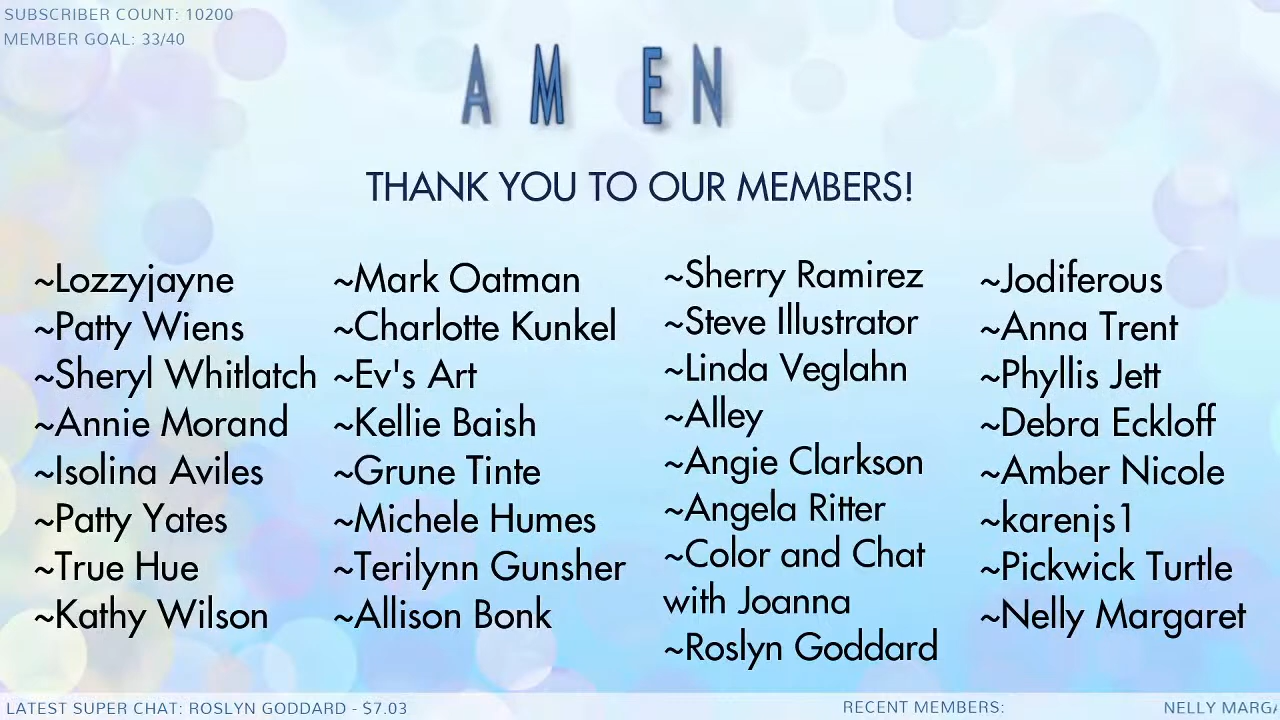 SUBSCRIBER COUNT: 10200
MEMBER GOAL: 33/40
A M EN
THANK YOU TO OUR MEMBERS!
~Lozzyjayne
~Patty Wiens
~Sheryl Whitlatch
~Annie Morand
~Isolina Aviles
~Patty Yates
~True Hue
~Kathy Wilson
~Mark Oatman
~Charlotte Kunkel
~Ev's Art
~Kellie Baish
~Grune Tinte
~Michele Humes
~Terilynn Gunsher
~Allison Bonk
~Sherry Ramirez
~Steve Illustrator
~Linda Veglahn
~Alley
~Angie Clarkson
~Angela Ritter
~Color and Chat
with Joanna
~Roslyn Goddard
~Jodiferous
~Anna Trent
~Phyllis Jett
~Debra Eckloff
~Amber Nicole
~karenjs1
~Pickwick Turtle
~Nelly Margaret
LATEST SUPER CHAT: ROSLYN GODDARD - $7.03
RECENT MEMBERS: NELLY MARGA